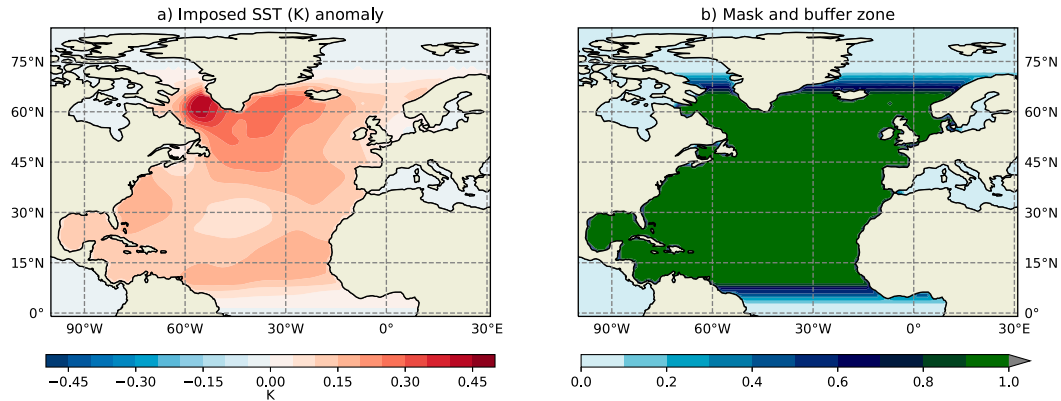 a) Imposed SST (K) anomaly
75°N
60°N
45°N
30°N
15°N
0°
90°W
60°W
30°W
0°
30°E
−0.45
−0.30
−0.15
0.00
0.15
0.30
0.45
K
b) Mask and buffer zone
75°N
60°N
45°N
30°N
15°N
0°
90°W
60°W
30°W
0°
30°E
0.0
0.2
0.4
0.6
0.8
1.0